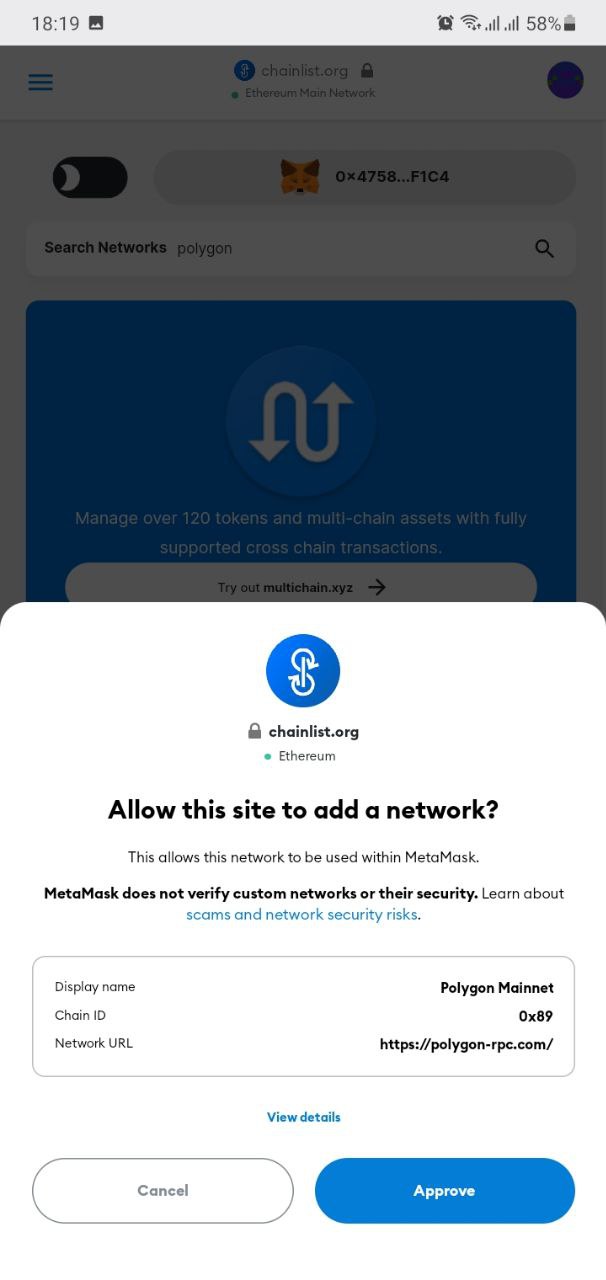 18:19 58%
chainlist.org
Ethereum Main Network
0x4758...F1C4
Search Networks polygon
Manage over 120 tokens and multi-chain assets with fully
supported cross chain transactions.
Try out multichain.xyz
chainlist.org
Ethereum
Allow this site to add a network?
This allows this network to be used within MetaMask.
MetaMask does not verify custom networks or their security. Learn about
scams and network security risks.
Display name Polygon Mainnet
Chain ID 0x89
Network URL https://polygon-rpc.com/
View details
Cancel Approve